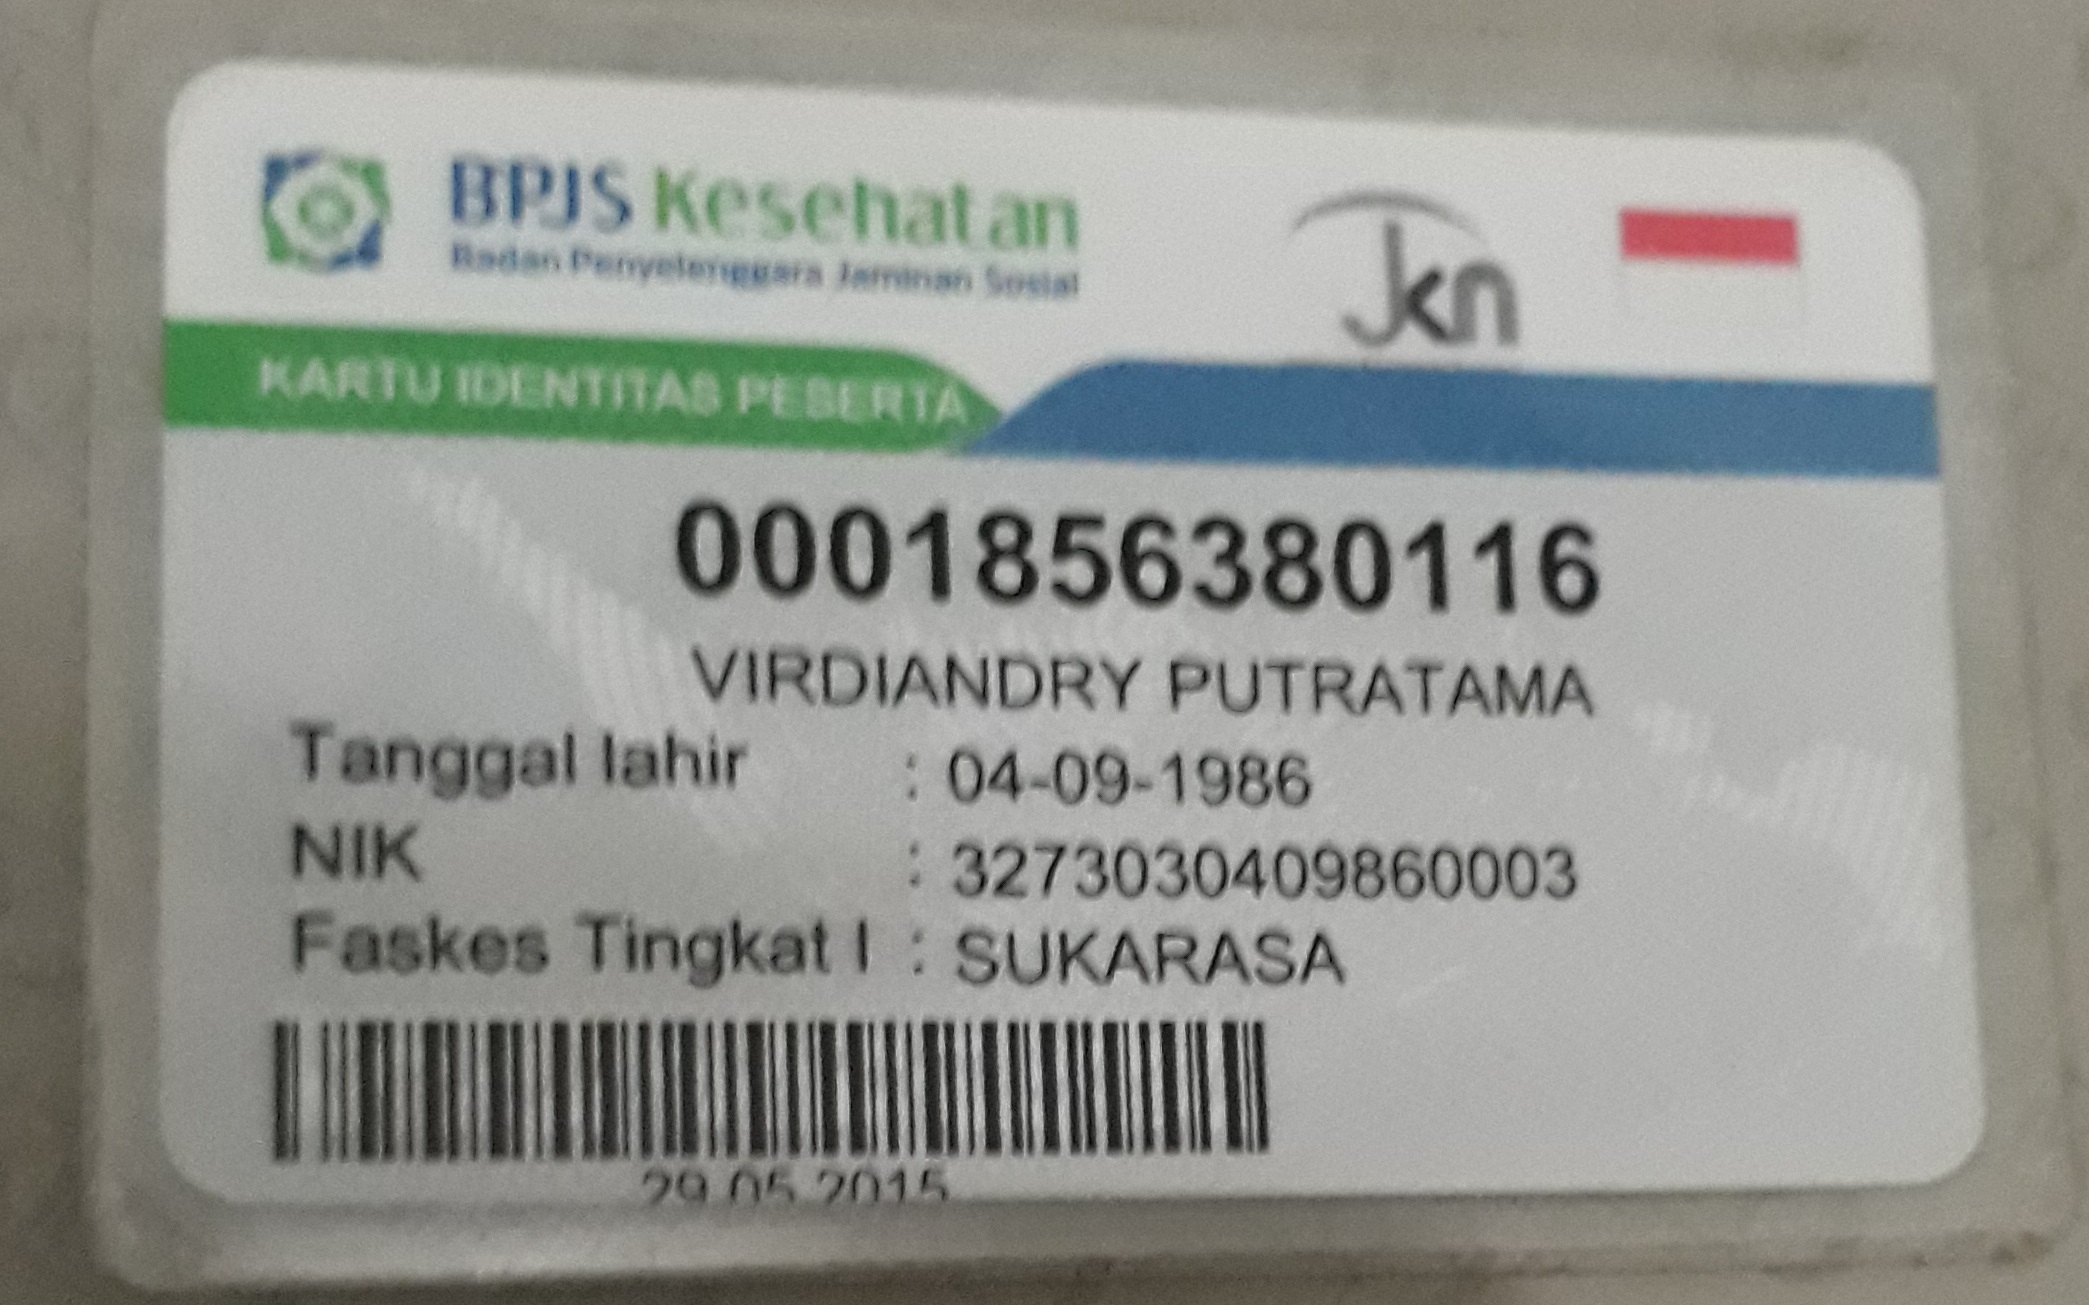 BPJS Kesehatan
Badan Penyelenggara Jaminan Sosial
jkn
KARTU IDENTITAS PESERTA
0001856380116
VIRDIANDRY PUTRATAMA
Tanggal lahir : 04-09-1986
NIK : 3273030409860003
Faskes Tingkat I : SUKARASA
29.05.2015